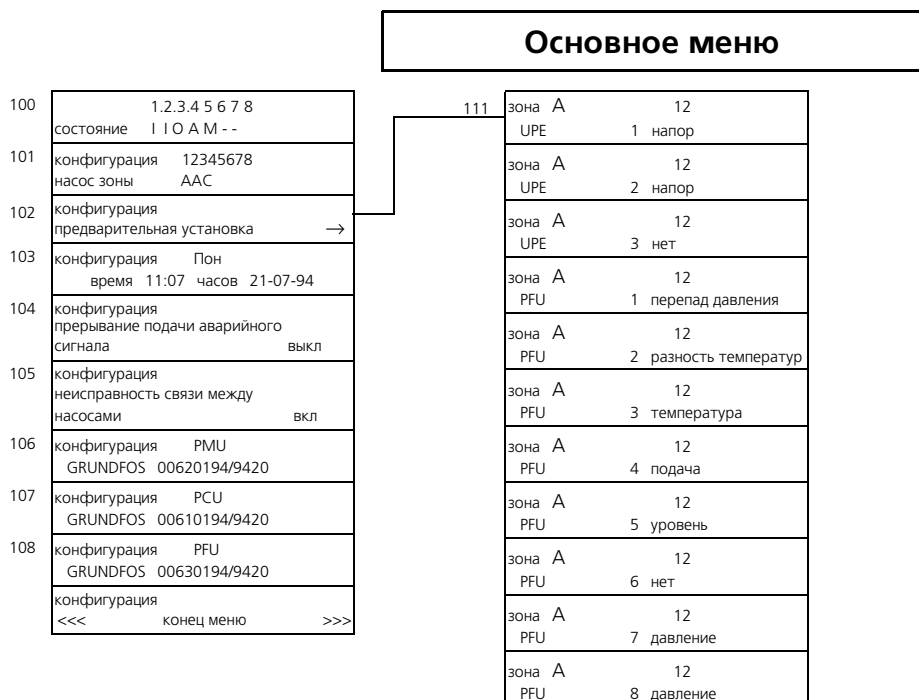 Основное меню
100
1.2.3.4 5 6 7 8
состояние I I O A M - -
101
конфигурация 12345678
насос зоны AAC
102
конфигурация
предварительная установка →
103
конфигурация Пон
время 11:07 часов 21-07-94
104
конфигурация
прерывание подачи аварийного
сигнала выкл
105
конфигурация
неисправность связи между
насосами вкл
106
конфигурация PMU
GRUNDFOS 00620194/9420
107
конфигурация PCU
GRUNDFOS 00610194/9420
108
конфигурация PFU
GRUNDFOS 00630194/9420
конфигурация
<<< конец меню >>>
111
зона A 12
UPE 1 напор
зона A 12
UPE 2 напор
зона A 12
UPE 3 нет
зона A 12
PFU 1 перепад давления
зона A 12
PFU 2 разность температур
зона A 12
PFU 3 температура
зона A 12
PFU 4 подача
зона A 12
PFU 5 уровень
зона A 12
PFU 6 нет
зона A 12
PFU 7 давление
зона A 12
PFU 8 давление